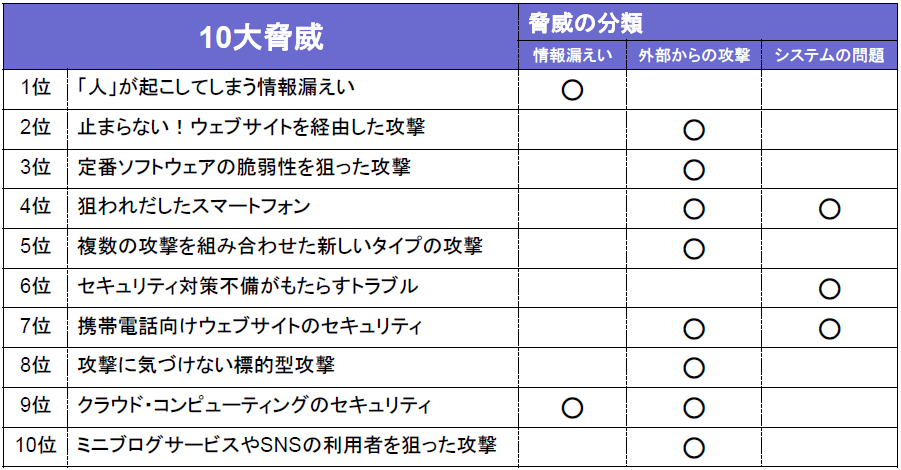 10大脅威 脅威の分類
情報漏えい 外部からの攻撃 システムの問題
1位 「人」が起こしてしまう情報漏えい ○
2位 止まらない！ウェブサイトを経由した攻撃 ○
3位 定番ソフトウェアの脆弱性を狙った攻撃 ○
4位 狙われだしたスマートフォン ○ ○
5位 複数の攻撃を組み合わせた新しいタイプの攻撃 ○
6位 セキュリティ対策不備がもたらすトラブル ○
7位 携帯電話向けウェブサイトのセキュリティ ○ ○
8位 攻撃に気づけない標的型攻撃 ○
9位 クラウド・コンピューティングのセキュリティ ○ ○
10位 ミニブログサービスやSNSの利用者を狙った攻撃 ○